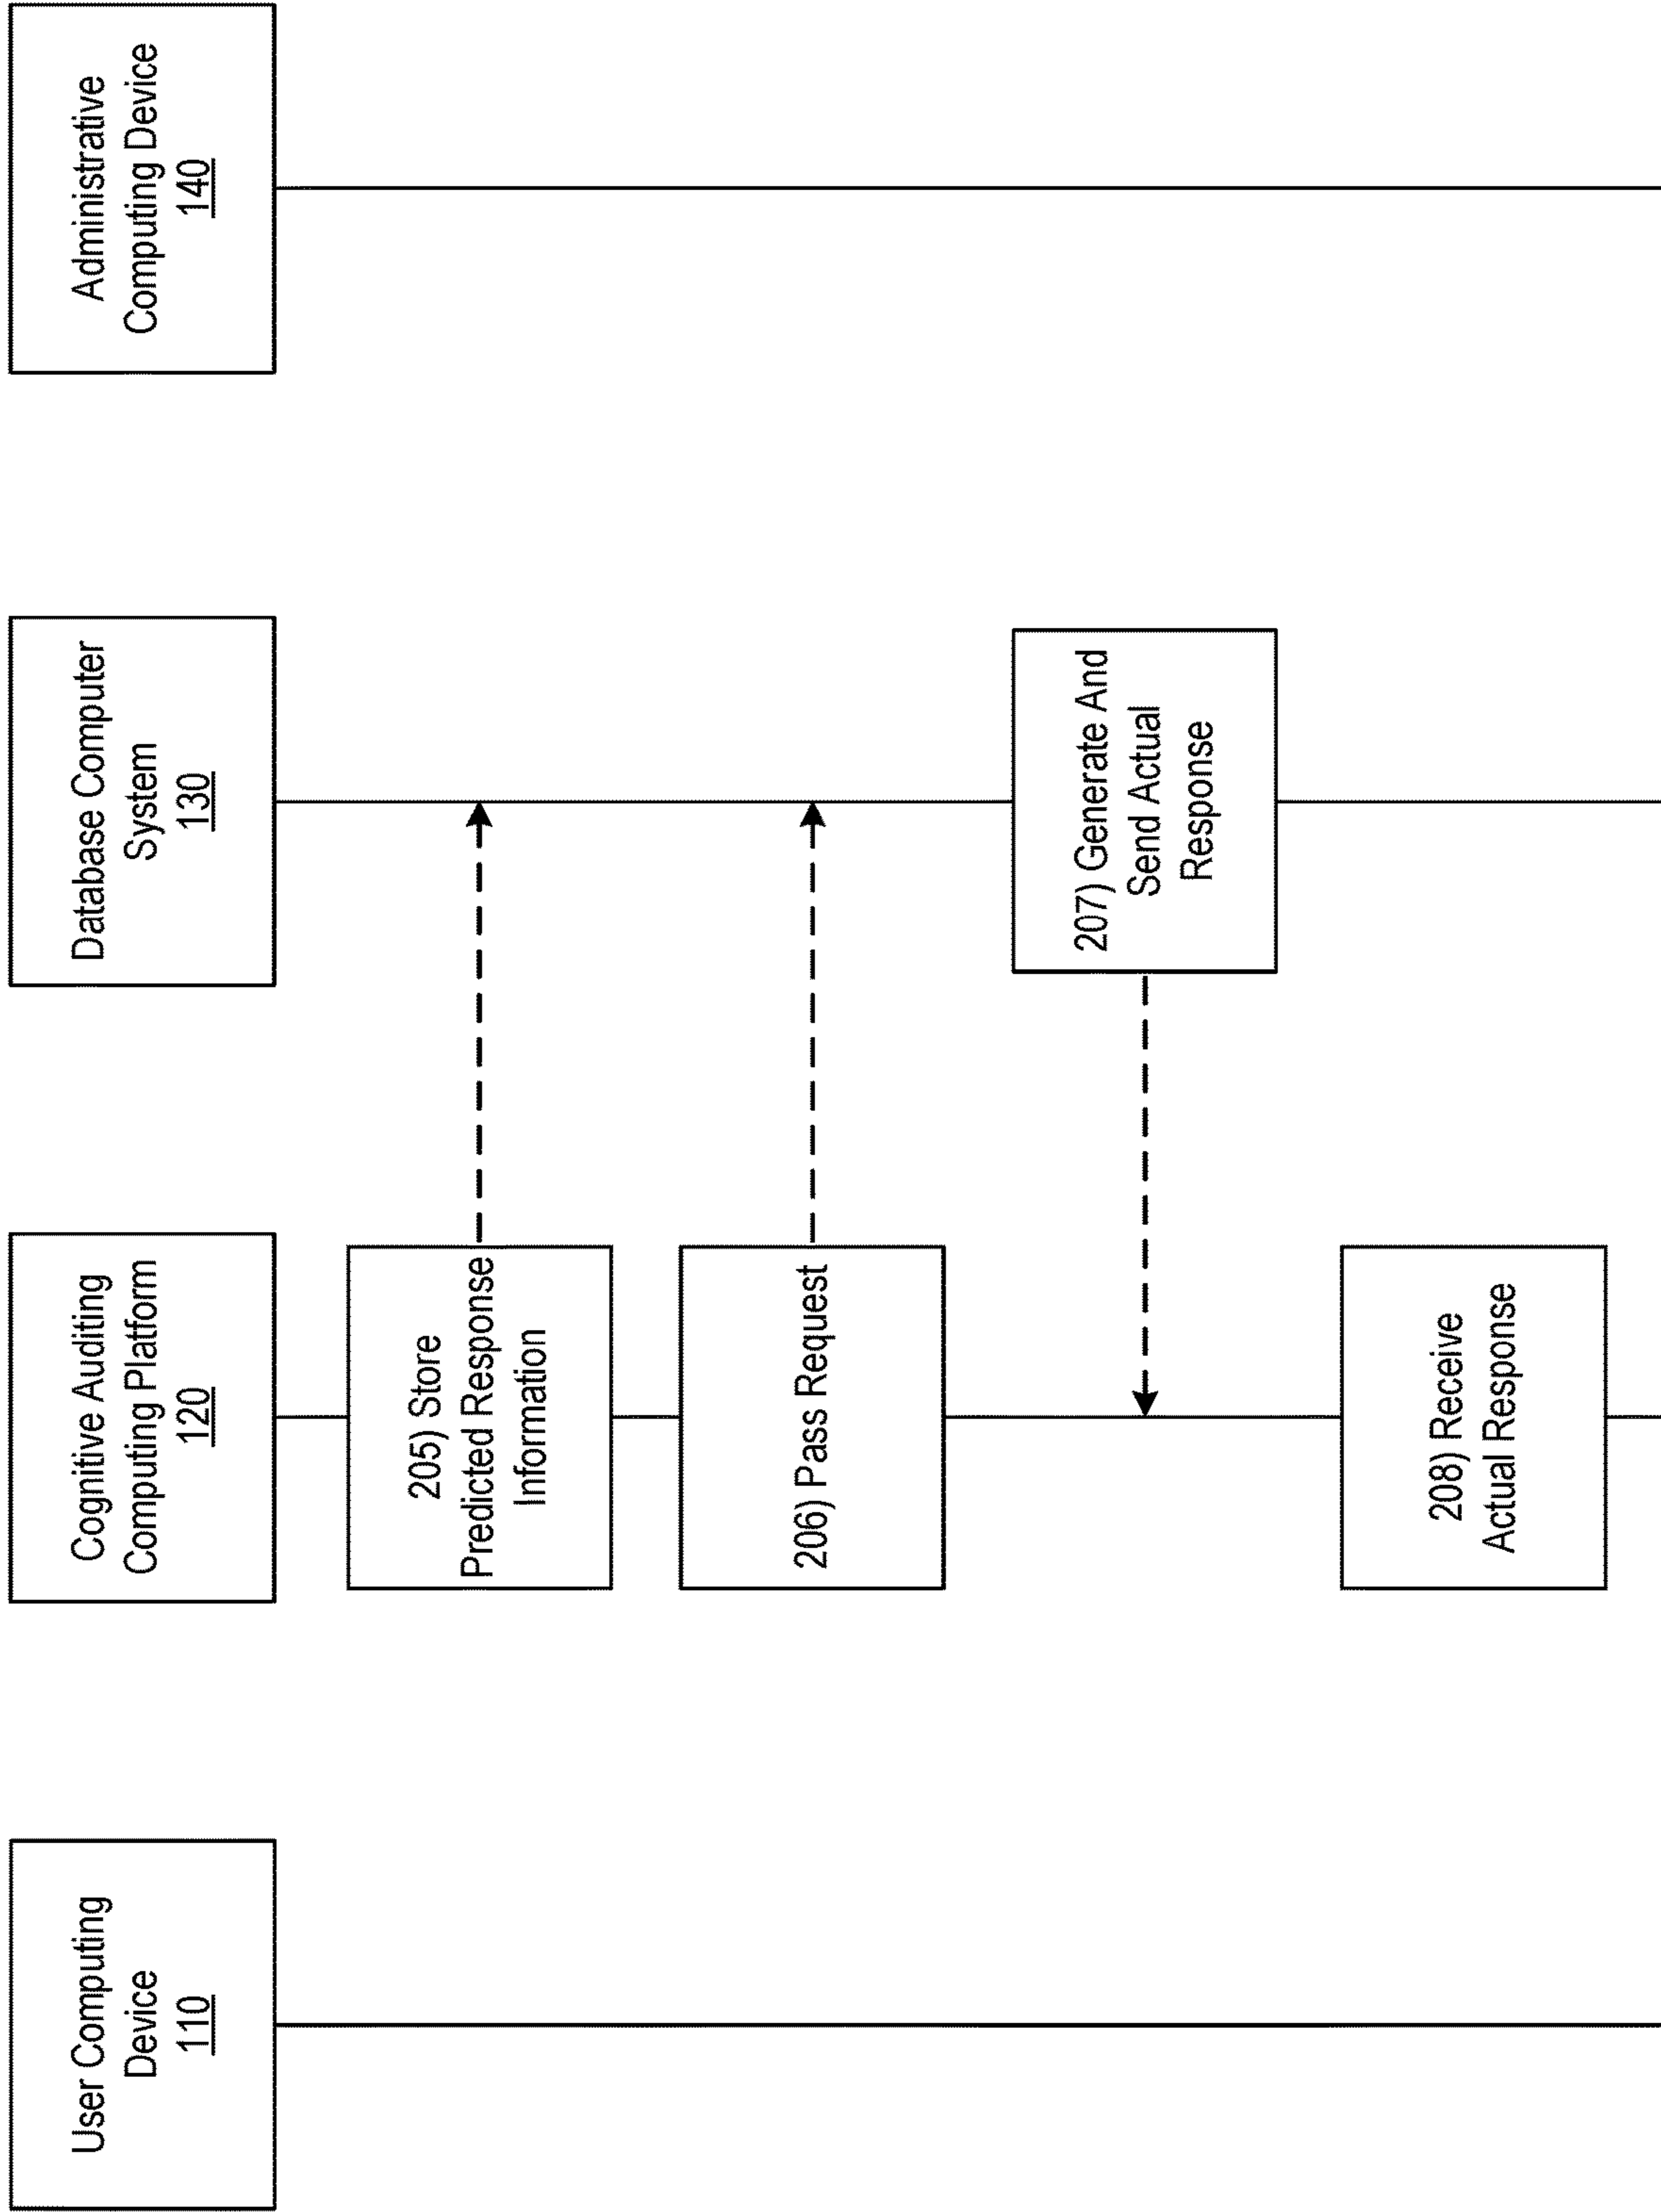 User Computing
Device
110
Cognitive Auditing
Computing Platform
120
Database Computer
System
130
Administrative
Computing Device
140
205) Store
Predicted Response
Information
206) Pass Request
207) Generate And
Send Actual
Response
208) Receive
Actual Response